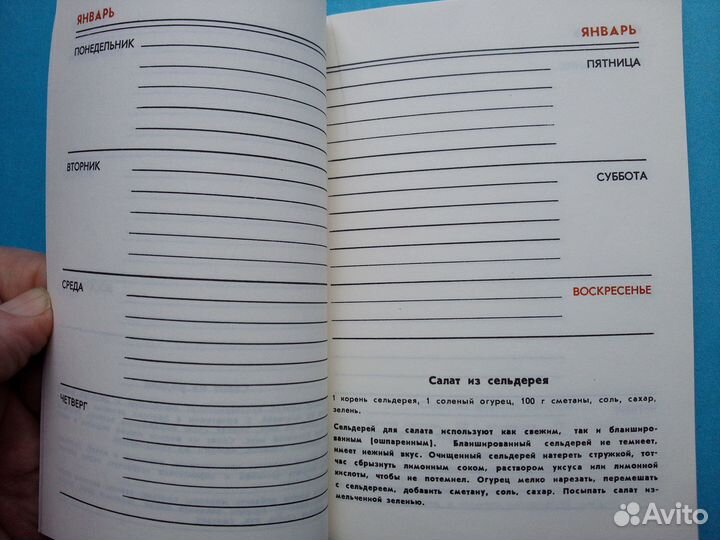 ЯНВАРЬ
ПОНЕДЕЛЬНИК
ВТОРНИК
СРЕДА
ЧЕТВЕРГ
ЯНВАРЬ
ПЯТНИЦА
СУББОТА
ВОСКРЕСЕНЬЕ
Салат из сельдерея
1 корень сельдерея, 1 соленый огурец, 100 г сметаны, соль, сахар,
зелень.
Сельдерей для салата используют как свежим, так и бланширо-
ванным (ошпаренным). Бланшированный сельдерей не темнеет,
имеет нежный вкус. Очищенный сельдерей натереть стружкой, тот-
час сбрызнуть лимонным соком, раствором уксуса или лимонной
кислоты, чтобы не потемнел. Огурец мелко нарезать, перемешать
с сельдереем, добавить сметану, соль, сахар. Посыпать салат из-
мельченной зеленью.
Avito